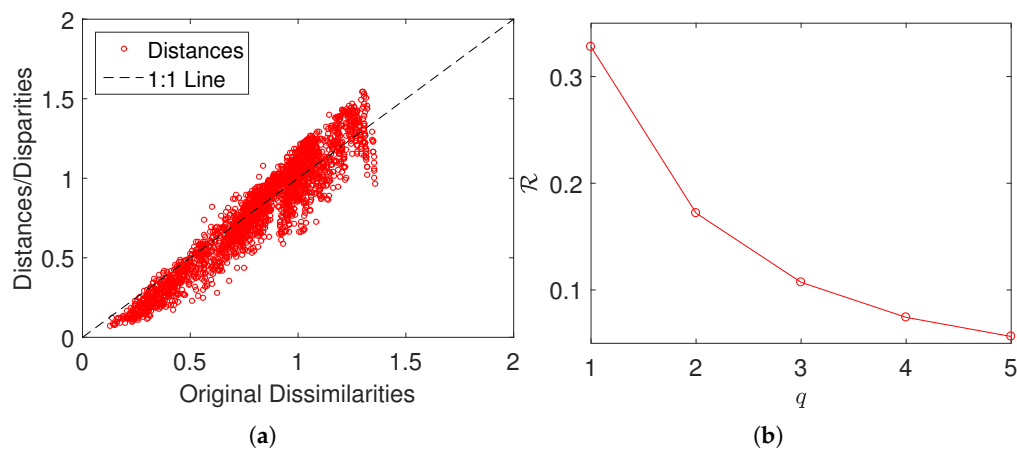 2
1.5
1
0.5
0
Distances/Disparities
Distances
1:1 Line
0 0.5 1 1.5 2
Original Dissimilarities
(a)
0.3
0.2
0.1
ℛ
1 2 3 4 5
q
(b)